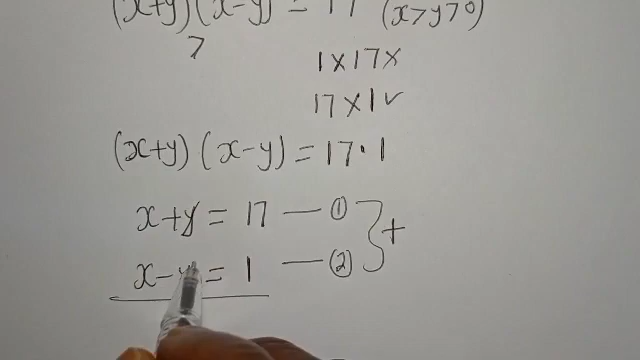 (x+y)(x-y) = 17 (x>y>0)
>
1×17×
17×1✓
(x+y)(x-y) = 17·1
x+y = 17 — ①
x-y = 1 — ② } +